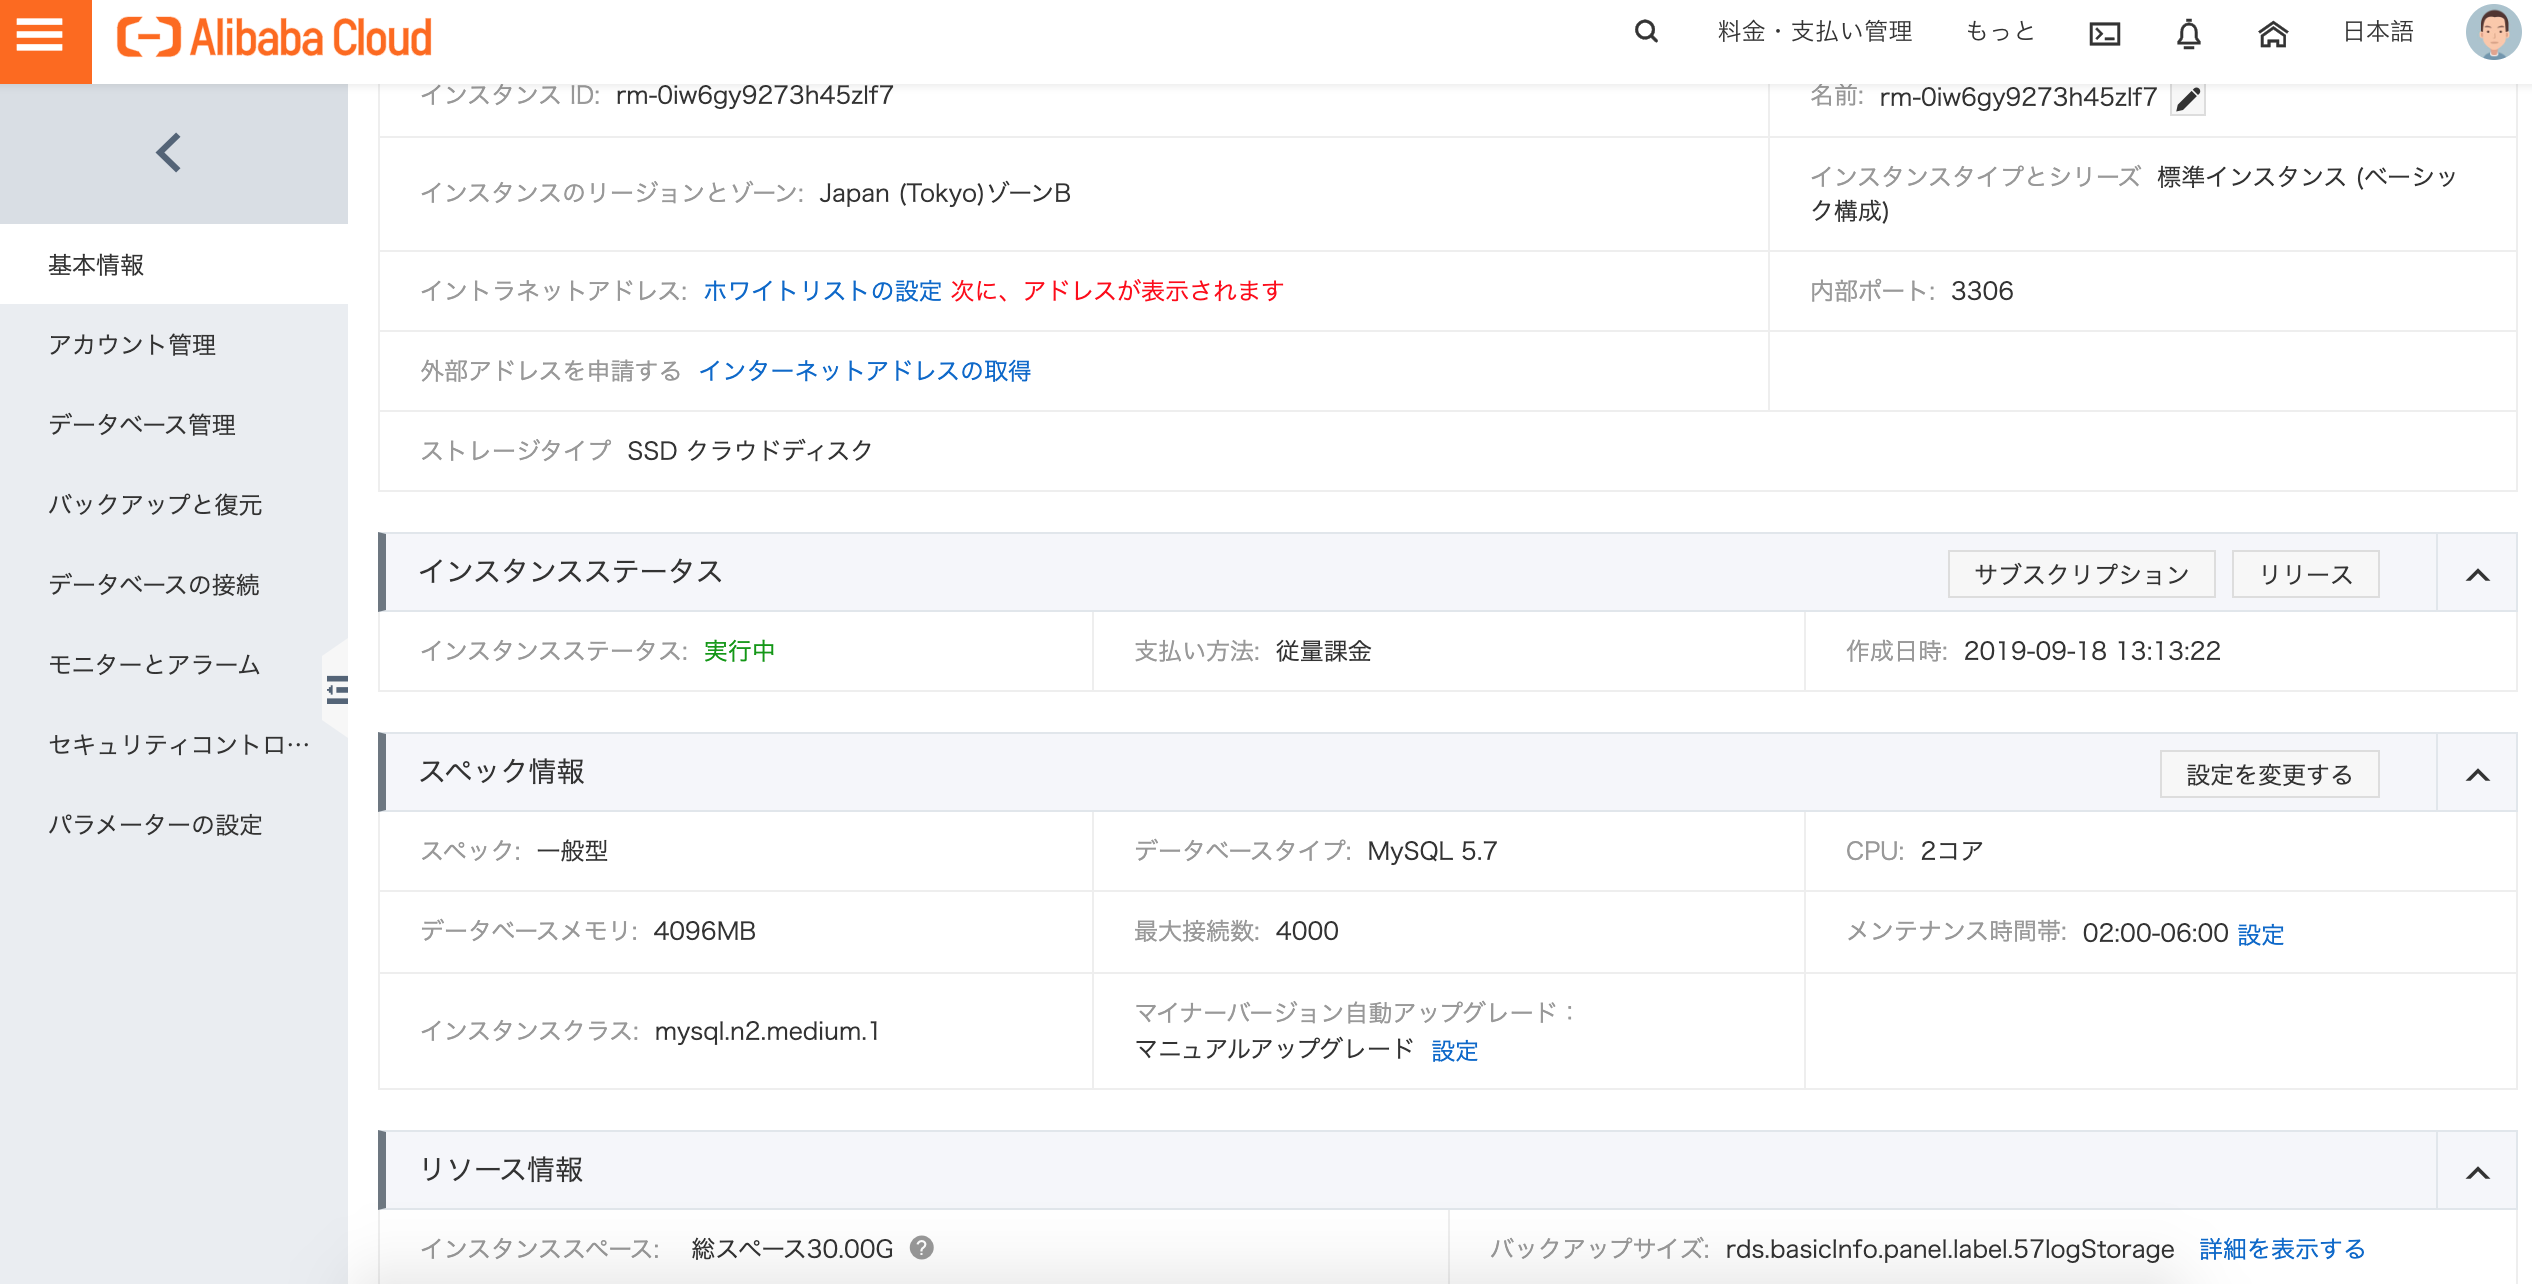 Alibaba Cloud
料金・支払い管理 もっと 日本語
インスタンス ID: rm-0iw6gy9273h45zlf7
名前: rm-0iw6gy9273h45zlf7
インスタンスのリージョンとゾーン: Japan (Tokyo)ゾーンB
インスタンスタイプとシリーズ 標準インスタンス (ベーシッ
ク構成)
イントラネットアドレス: ホワイトリストの設定 次に、アドレスが表示されます
内部ポート: 3306
外部アドレスを申請する インターネットアドレスの取得
ストレージタイプ SSD クラウドディスク
基本情報
アカウント管理
データベース管理
バックアップと復元
データベースの接続
モニターとアラーム
セキュリティコントロ…
パラメーターの設定
インスタンスステータス
サブスクリプション リリース
インスタンスステータス: 実行中
支払い方法: 従量課金
作成日時: 2019-09-18 13:13:22
スペック情報
設定を変更する
スペック: 一般型
データベースタイプ: MySQL 5.7
CPU: 2コア
データベースメモリ: 4096MB
最大接続数: 4000
メンテナンス時間帯: 02:00-06:00 設定
インスタンスクラス: mysql.n2.medium.1
マイナーバージョン自動アップグレード：
マニュアルアップグレード 設定
リソース情報
インスタンススペース: 総スペース30.00G ?
バックアップサイズ: rds.basicInfo.panel.label.57logStorage 詳細を表示する